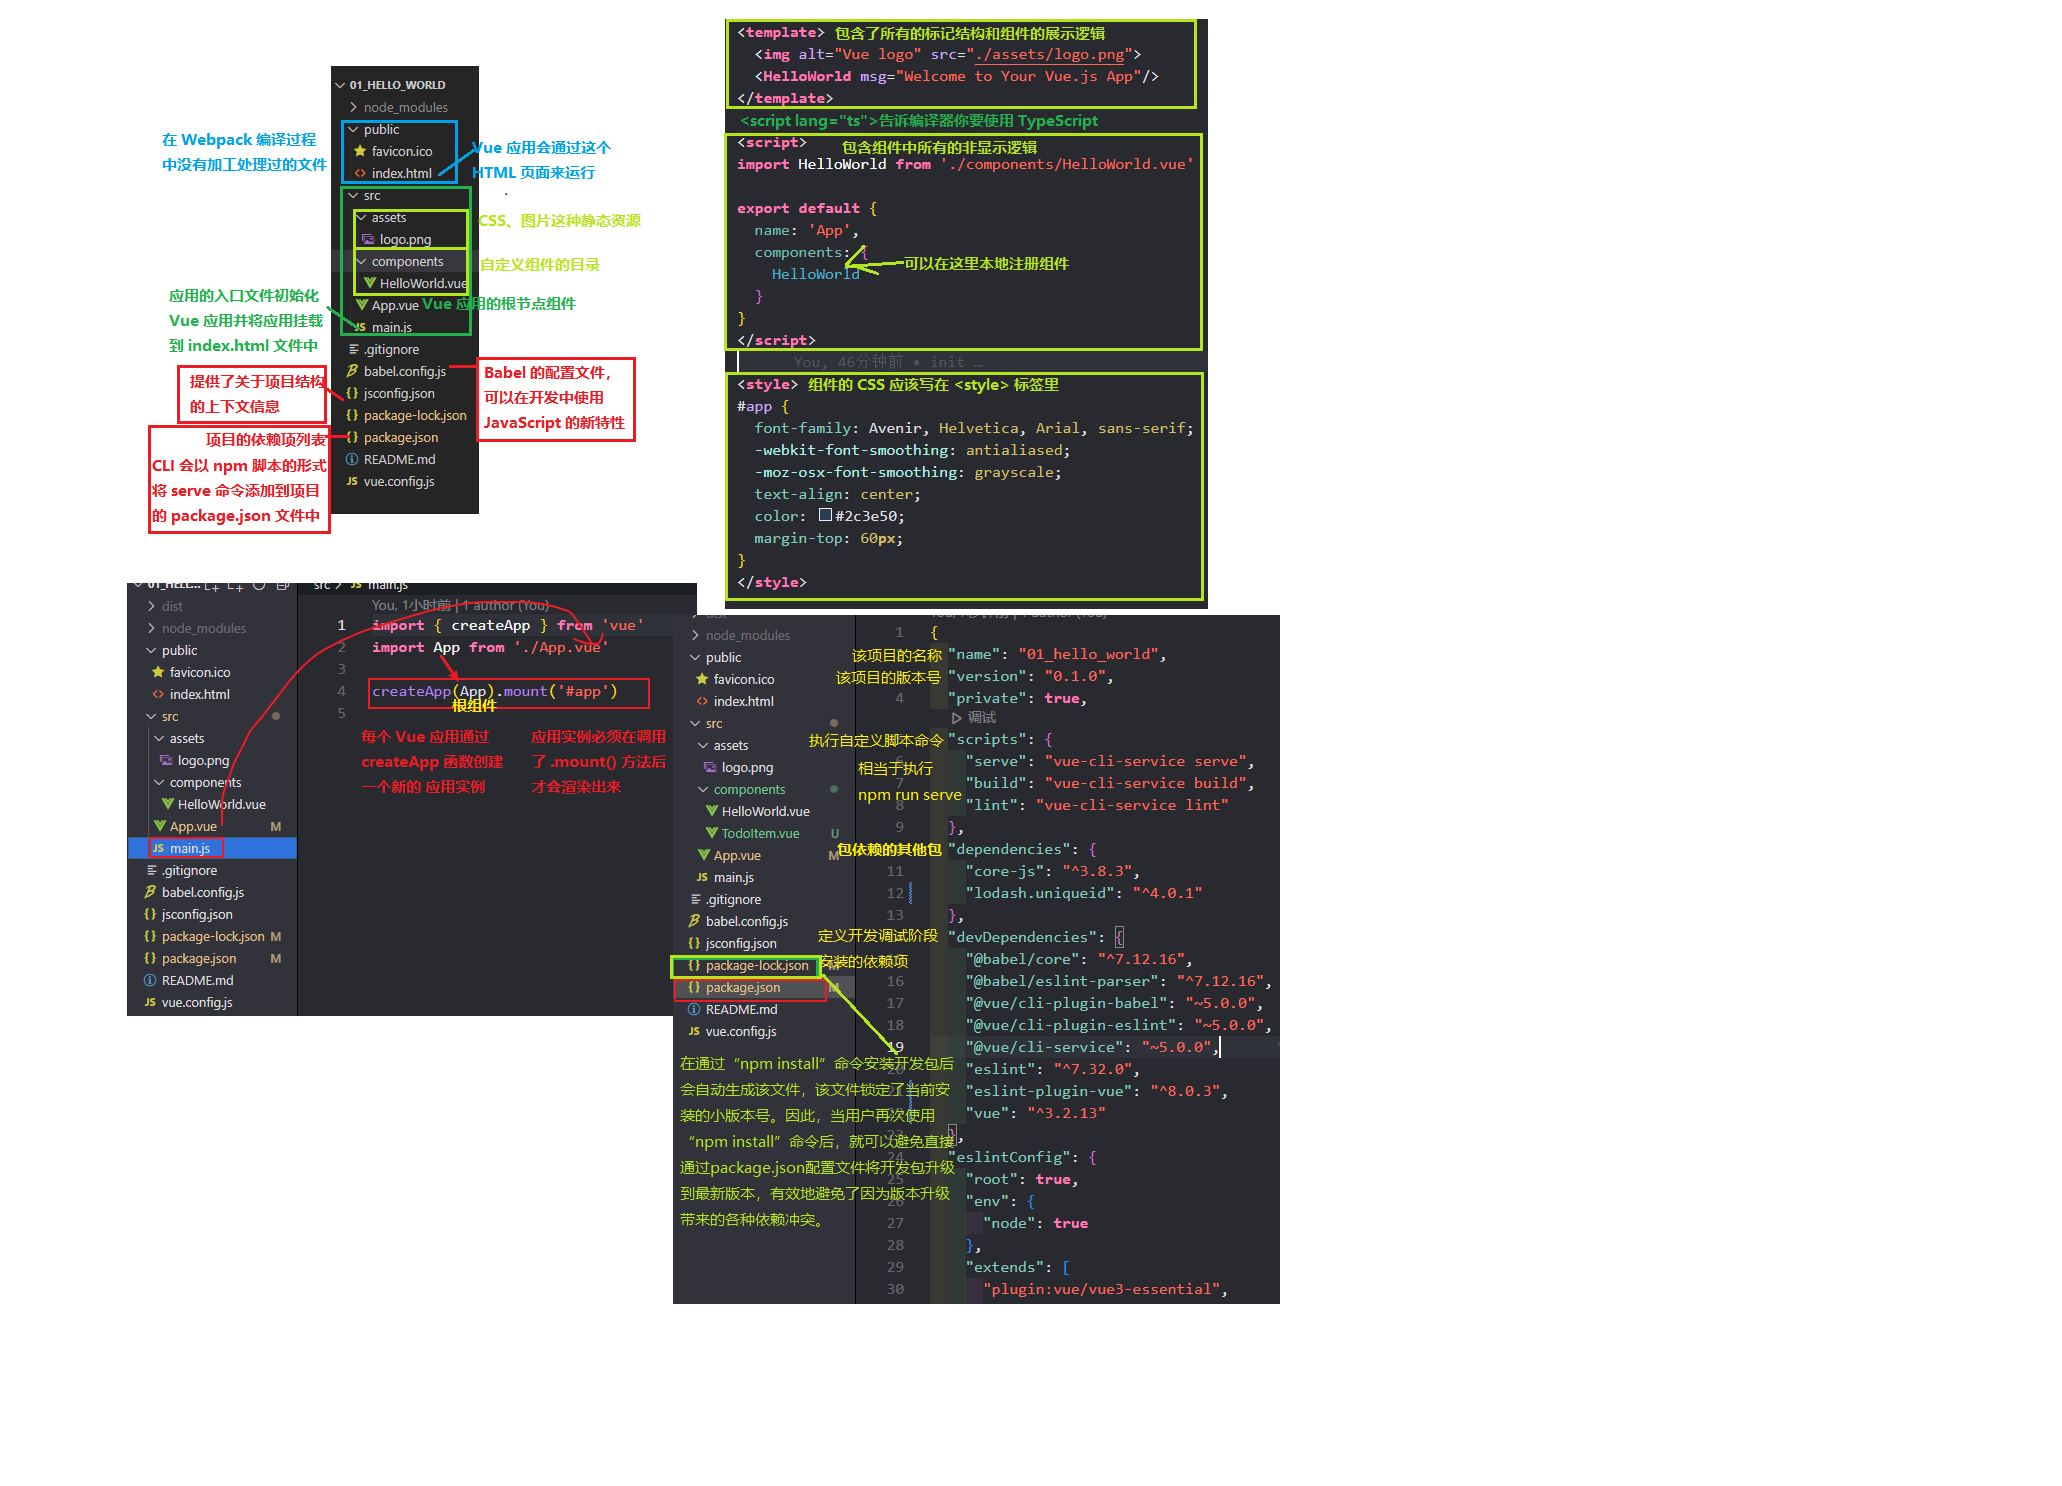 01_HELLO_WORLD
node_modules
public
favicon.ico
index.html
src
assets
logo.png
components
HelloWorld.vue
App.vue
main.js
.gitignore
babel.config.js
jsconfig.json
package-lock.json
package.json
README.md
vue.config.js
在 Webpack 编译过程
中没有加工处理过的文件
Vue 应用会通过这个
HTML 页面来运行
CSS、图片这种静态资源
自定义组件的目录
Vue 应用的根节点组件
应用的入口文件初始化
Vue 应用并将应用挂载
到 index.html 文件中
提供了关于项目结构
的上下文信息
Babel 的配置文件，
可以在开发中使用
JavaScript 的新特性
项目的依赖项列表
CLI 会以 npm 脚本的形式
将 serve 命令添加到项目
的 package.json 文件中
<template> 包含了所有的标记结构和组件的展示逻辑
<img alt="Vue logo" src="./assets/logo.png">
<HelloWorld msg="Welcome to Your Vue.js App"/>
</template>
<script lang="ts">告诉编译器你要使用 TypeScript
<script> 包含组件中所有的非显示逻辑
import HelloWorld from './components/HelloWorld.vue'
export default {
name: 'App',
components: {
HelloWorld
可以在这里本地注册组件
}
}
</script>
You, 46分钟前 • init …
<style> 组件的 CSS 应该写在 <style> 标签里
#app {
font-family: Avenir, Helvetica, Arial, sans-serif;
-webkit-font-smoothing: antialiased;
-moz-osx-font-smoothing: grayscale;
text-align: center;
color: #2c3e50;
margin-top: 60px;
}
</style>
01_HELL...
dist
node_modules
public
favicon.ico
index.html
src
assets
logo.png
components
HelloWorld.vue
App.vue M
main.js
.gitignore
babel.config.js
jsconfig.json
package-lock.json M
package.json M
README.md
vue.config.js
src > JS main.js
You, 1小时前 | 1 author (You)
1 import { createApp } from 'vue'
2 import App from './App.vue'
3
4 createApp(App).mount('#app')
5
根组件
每个 Vue 应用通过
createApp 函数创建
一个新的 应用实例
应用实例必须在调用
了 .mount() 方法后
才会渲染出来
dist
node_modules
public
favicon.ico
index.html
src
assets
logo.png
components
HelloWorld.vue
TodoItem.vue U
App.vue M
main.js
.gitignore
babel.config.js
jsconfig.json
package-lock.json M
package.json M
README.md
vue.config.js
1 {
该项目的名称 "name": "01_hello_world",
该项目的版本号 "version": "0.1.0",
4 "private": true,
调试
执行自定义脚本命令 "scripts": {
6 "serve": "vue-cli-service serve",
相当于执行
7 "build": "vue-cli-service build",
npm run serve
8 "lint": "vue-cli-service lint"
9 },
包依赖的其他包 "dependencies": {
11 "core-js": "^3.8.3",
12 "lodash.uniqueid": "^4.0.1"
13 },
定义开发调试阶段 "devDependencies": {
安装的依赖项 "@babel/core": "^7.12.16",
16 "@babel/eslint-parser": "^7.12.16",
17 "@vue/cli-plugin-babel": "~5.0.0",
18 "@vue/cli-plugin-eslint": "~5.0.0",
19 "@vue/cli-service": "~5.0.0",
20 "eslint": "^7.32.0",
"eslint-plugin-vue": "^8.0.3",
"vue": "^3.2.13"
23 },
24 "eslintConfig": {
25 "root": true,
26 "env": {
27 "node": true
28 },
29 "extends": [
30 "plugin:vue/vue3-essential",
在通过“npm install”命令安装开发包后
会自动生成该文件，该文件锁定了当前安
装的小版本号。因此，当用户再次使用
“npm install”命令后，就可以避免直接
通过package.json配置文件将开发包升级
到最新版本，有效地避免了因为版本升级
带来的各种依赖冲突。